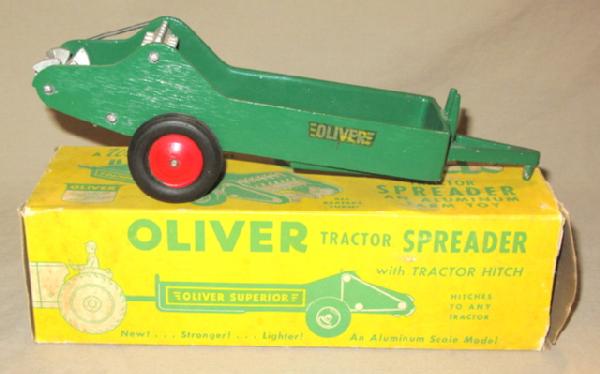 OLIVER
OLIVER
SPREADER
AN ALUMINUM
FARM TOY
OLIVER TRACTOR SPREADER
with TRACTOR HITCH
OLIVER SUPERIOR
HITCHES
TO ANY
TRACTOR
New! . . . Stronger! . . . Lighter!
An Aluminum Scale Model